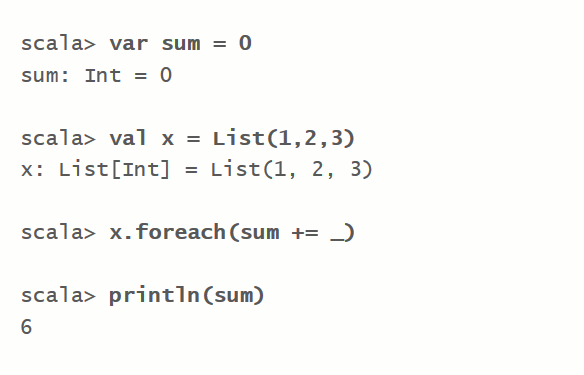 scala> var sum = 0
sum: Int = 0
scala> val x = List(1,2,3)
x: List[Int] = List(1, 2, 3)
scala> x.foreach(sum += _)
scala> println(sum)
6